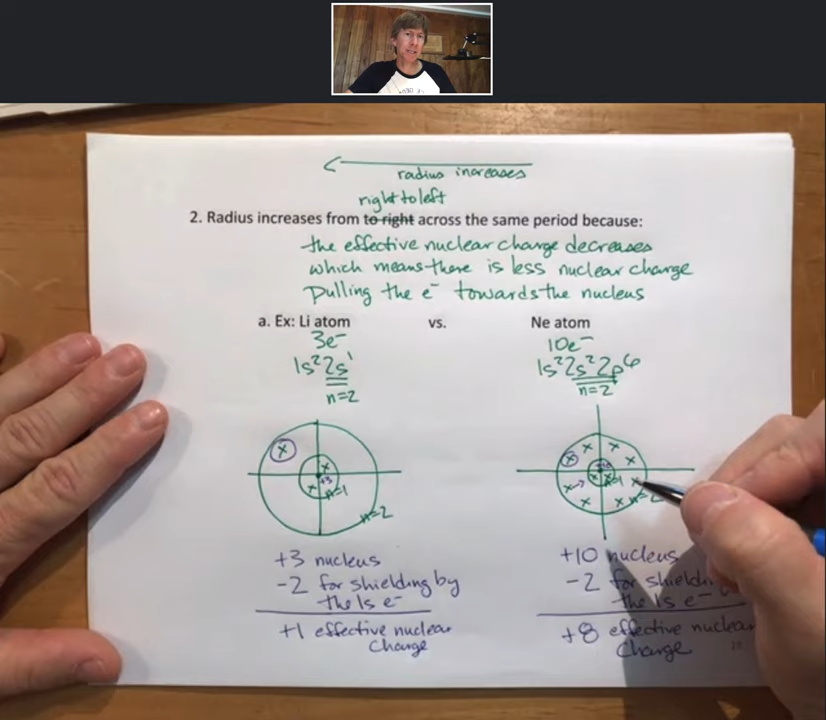 radius increases
right to left
2. Radius increases from to right across the same period because:
the effective nuclear charge decreases
which means there is less nuclear charge
pulling the e⁻ towards the nucleus
a. Ex: Li atom vs. Ne atom
3e⁻ 10e⁻
1s²2s¹ 1s²2s²2p⁶
n=2 n=2
x x x x x
x +3 x x
n=1 n=1
x x x x
n=2 n=2
+3 nucleus +10 nucleus
-2 for shielding by -2 for
the 1s e⁻ the 1s e⁻
+1 effective nuclear +8 effective nuclear
charge charge